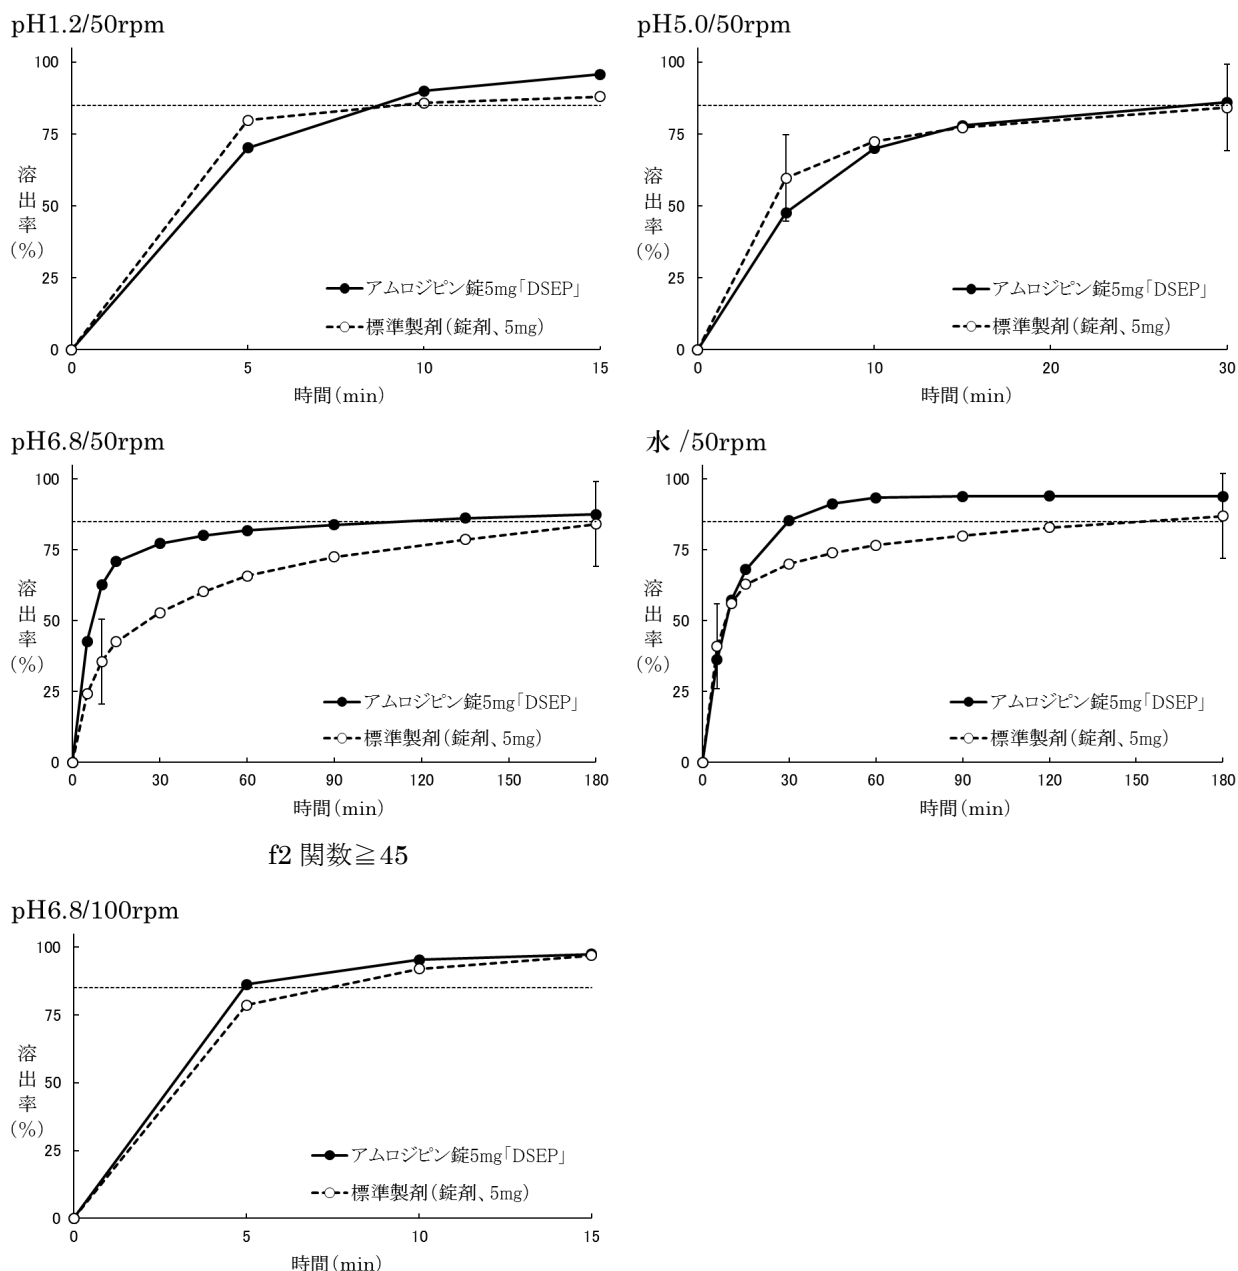 pH1.2/50rpm
100
75
50
25
0
溶出率(%)
アムロジピン錠5mg「DSEP」
標準製剤(錠剤、5mg)
0 5 10 15
時間(min)
pH5.0/50rpm
100
75
50
25
0
溶出率(%)
アムロジピン錠5mg「DSEP」
標準製剤(錠剤、5mg)
0 10 20 30
時間(min)
pH6.8/50rpm
100
75
50
25
0
溶出率(%)
アムロジピン錠5mg「DSEP」
標準製剤(錠剤、5mg)
0 30 60 90 120 150 180
時間(min)
f2 関数≧45
水 /50rpm
100
75
50
25
0
溶出率(%)
アムロジピン錠5mg「DSEP」
標準製剤(錠剤、5mg)
0 30 60 90 120 150 180
時間(min)
pH6.8/100rpm
100
75
50
25
0
溶出率(%)
アムロジピン錠5mg「DSEP」
標準製剤(錠剤、5mg)
0 5 10 15
時間(min)